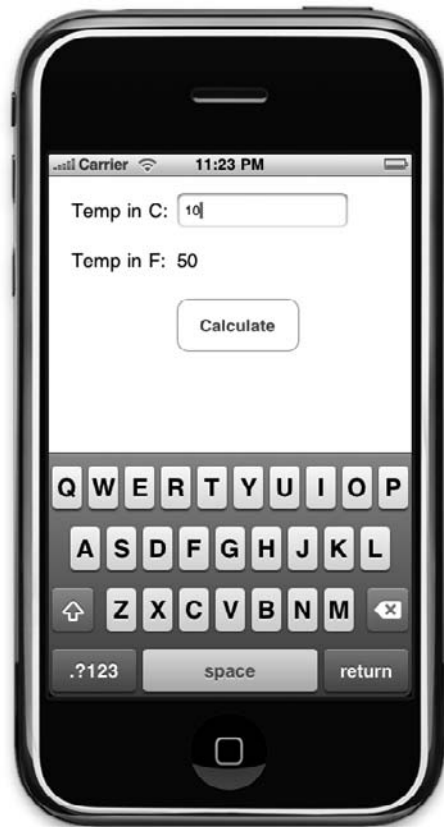 Carrier 11:23 PM
Temp in C: 10
Temp in F: 50
Calculate
Q W E R T Y U I O P
A S D F G H J K L
Z X C V B N M
.?123 space return